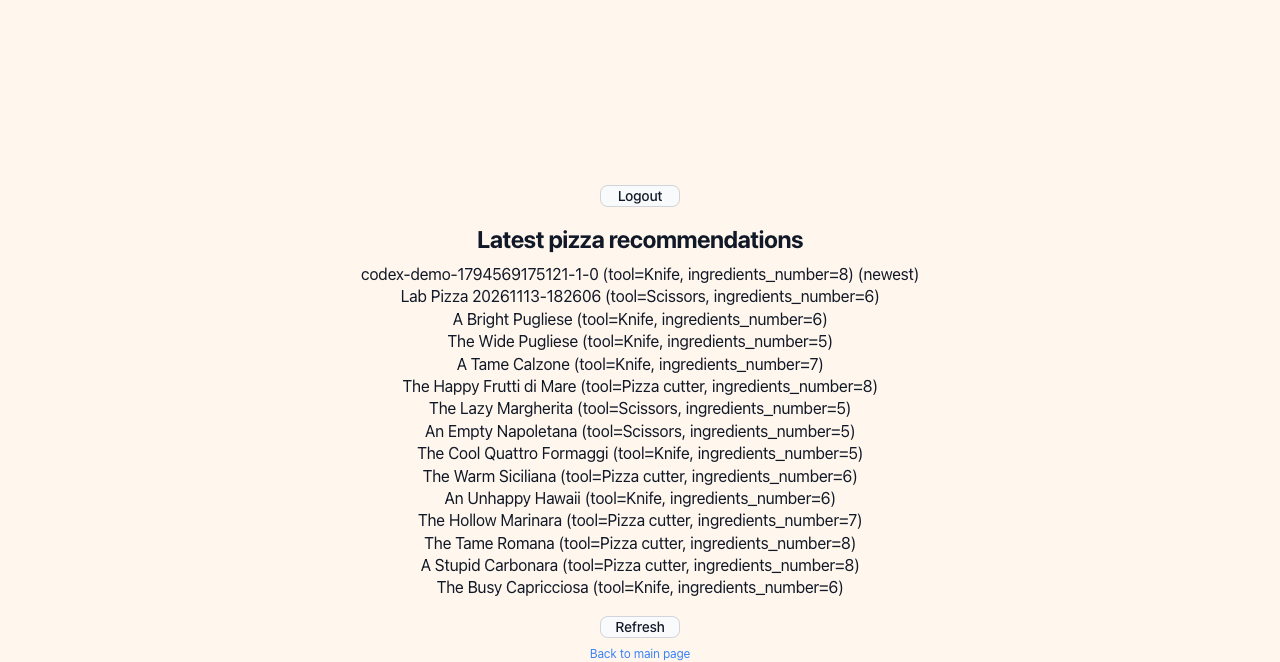 Logout
Latest pizza recommendations
codex-demo-1794569175121-1-0 (tool=Knife, ingredients_number=8) (newest)
Lab Pizza 20261113-182606 (tool=Scissors, ingredients_number=6)
A Bright Pugliese (tool=Knife, ingredients_number=6)
The Wide Pugliese (tool=Knife, ingredients_number=5)
A Tame Calzone (tool=Knife, ingredients_number=7)
The Happy Frutti di Mare (tool=Pizza cutter, ingredients_number=8)
The Lazy Margherita (tool=Scissors, ingredients_number=5)
An Empty Napoletana (tool=Scissors, ingredients_number=5)
The Cool Quattro Formaggi (tool=Knife, ingredients_number=5)
The Warm Siciliana (tool=Pizza cutter, ingredients_number=6)
An Unhappy Hawaii (tool=Knife, ingredients_number=6)
The Hollow Marinara (tool=Pizza cutter, ingredients_number=7)
The Tame Romana (tool=Pizza cutter, ingredients_number=8)
A Stupid Carbonara (tool=Pizza cutter, ingredients_number=8)
The Busy Capricciosa (tool=Knife, ingredients_number=6)
Refresh
Back to main page